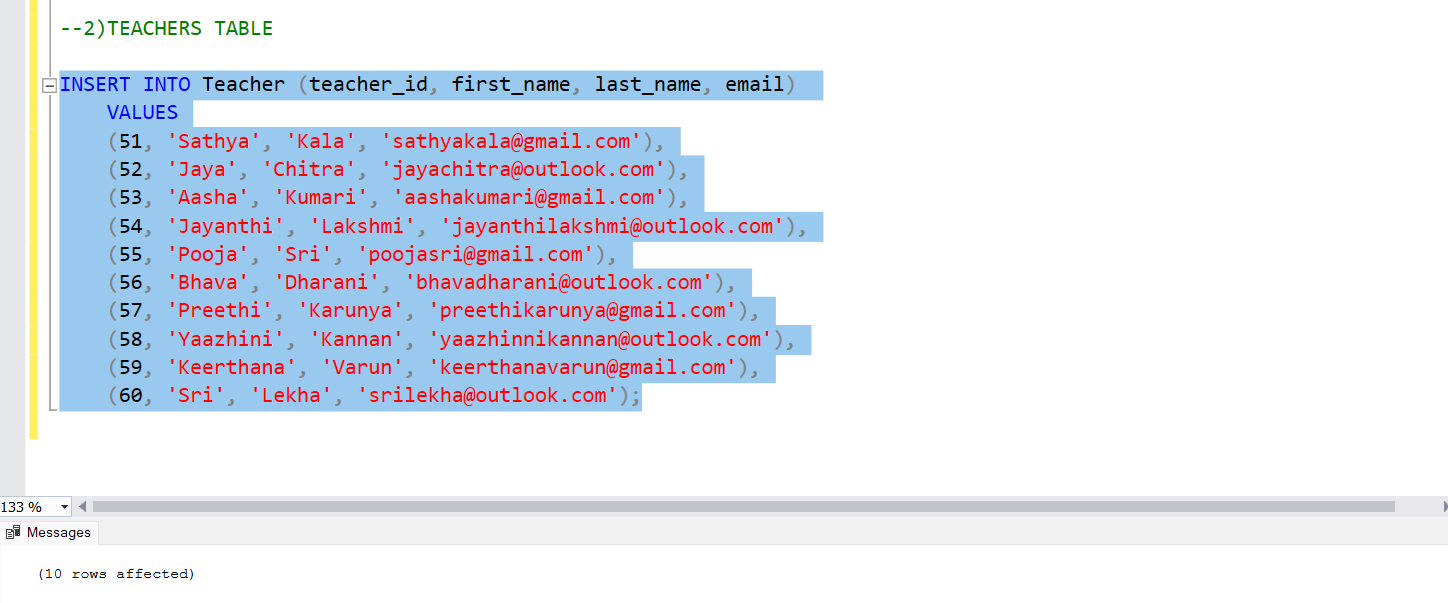 --2)TEACHERS TABLE
INSERT INTO Teacher (teacher_id, first_name, last_name, email)
VALUES
(51, 'Sathya', 'Kala', 'sathyakala@gmail.com'),
(52, 'Jaya', 'Chitra', 'jayachitra@outlook.com'),
(53, 'Aasha', 'Kumari', 'aashakumari@gmail.com'),
(54, 'Jayanthi', 'Lakshmi', 'jayanthilakshmi@outlook.com'),
(55, 'Pooja', 'Sri', 'poojasri@gmail.com'),
(56, 'Bhava', 'Dharani', 'bhavadharani@outlook.com'),
(57, 'Preethi', 'Karunya', 'preethikarunya@gmail.com'),
(58, 'Yaazhini', 'Kannan', 'yaazhinnikannan@outlook.com'),
(59, 'Keerthana', 'Varun', 'keerthanavarun@gmail.com'),
(60, 'Sri', 'Lekha', 'srilekha@outlook.com');
133 %
Messages
(10 rows affected)